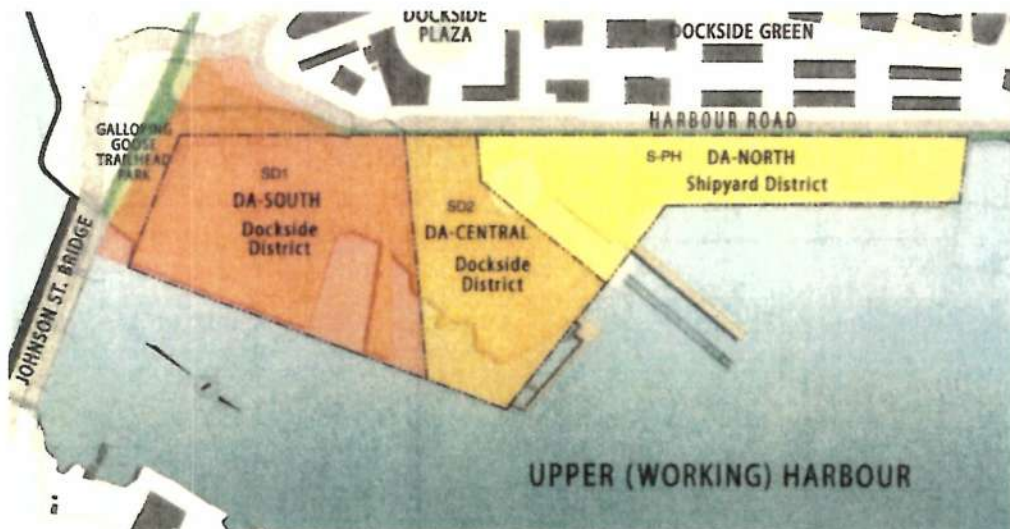 DOCKSIDE
PLAZA
DOCKSIDE GREEN
HARBOUR ROAD
GALLOPING
GOOSE
TRAILHEAD
PARK
SD1
DA-SOUTH
Dockside
District
SD2
DA-CENTRAL
Dockside
District
S-PH DA-NORTH
Shipyard District
JOHNSON ST. BRIDGE
UPPER (WORKING) HARBOUR